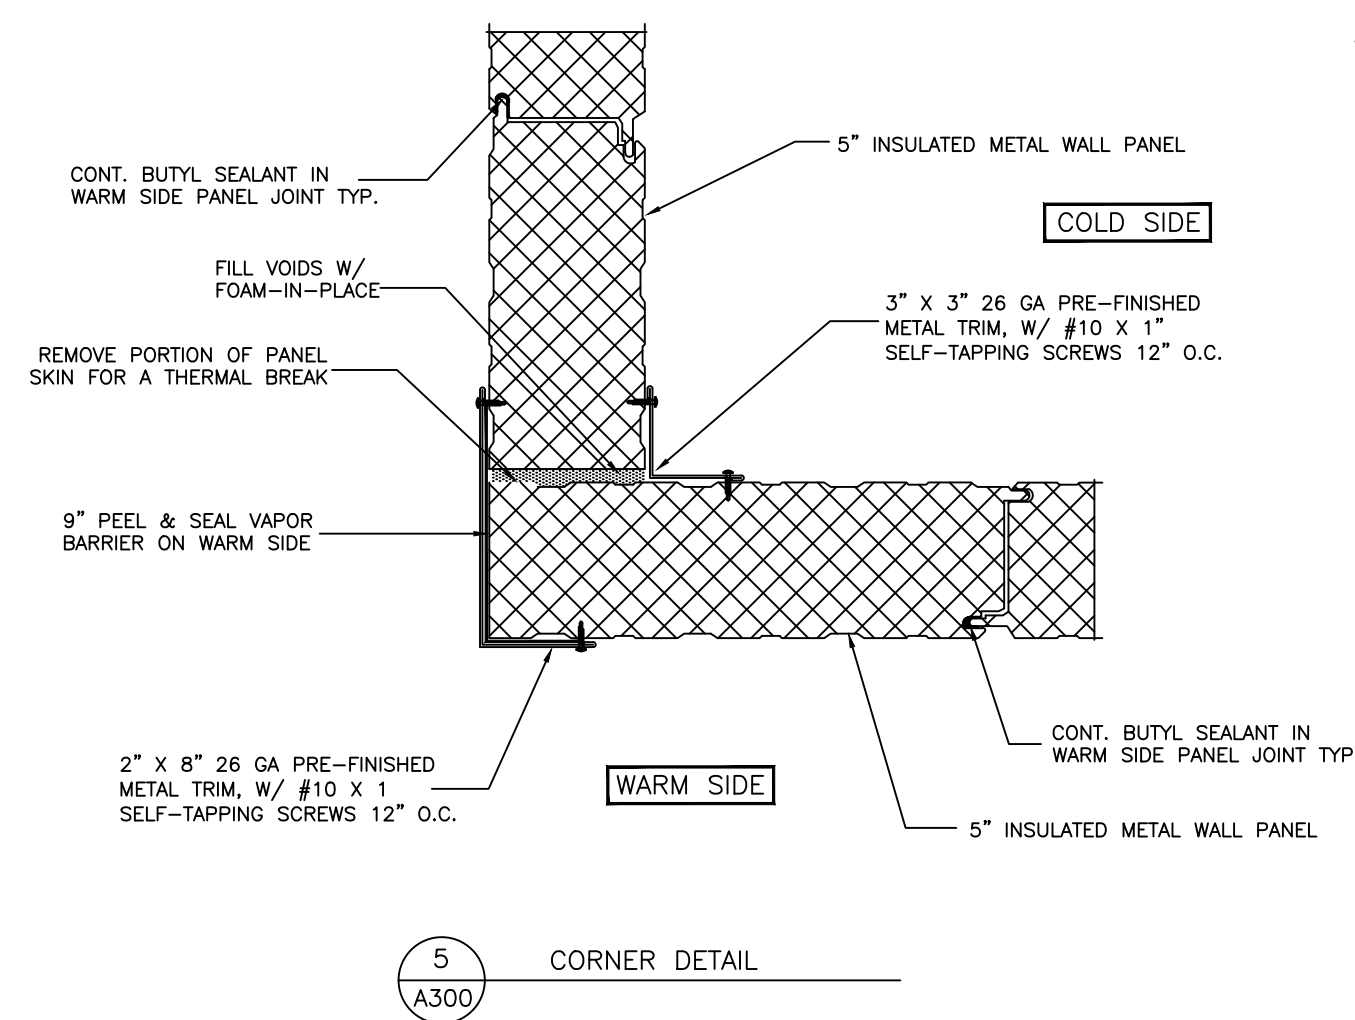 CONT. BUTYL SEALANT IN
WARM SIDE PANEL JOINT TYP.
5” INSULATED METAL WALL PANEL
COLD SIDE
FILL VOIDS W/
FOAM-IN-PLACE
3” X 3” 26 GA PRE-FINISHED
METAL TRIM, W/ #10 X 1”
SELF-TAPPING SCREWS 12” O.C.
REMOVE PORTION OF PANEL
SKIN FOR A THERMAL BREAK
9” PEEL & SEAL VAPOR
BARRIER ON WARM SIDE
2” X 8” 26 GA PRE-FINISHED
METAL TRIM, W/ #10 X 1
SELF-TAPPING SCREWS 12” O.C.
WARM SIDE
CONT. BUTYL SEALANT IN
WARM SIDE PANEL JOINT TYP
5” INSULATED METAL WALL PANEL
5
A300
CORNER DETAIL